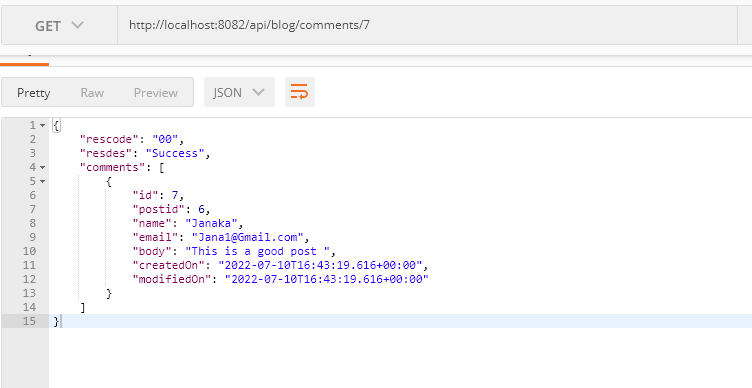 GET http://localhost:8082/api/blog/comments/7
Pretty Raw Preview JSON
1 {
2 "rescode": "00",
3 "resdes": "Success",
4 "comments": [
5 {
6 "id": 7,
7 "postid": 6,
8 "name": "Janaka",
9 "email": "Jana1@Gmail.com",
10 "body": "This is a good post ",
11 "createdOn": "2022-07-10T16:43:19.616+00:00",
12 "modifiedOn": "2022-07-10T16:43:19.616+00:00"
13 }
14 ]
15 }